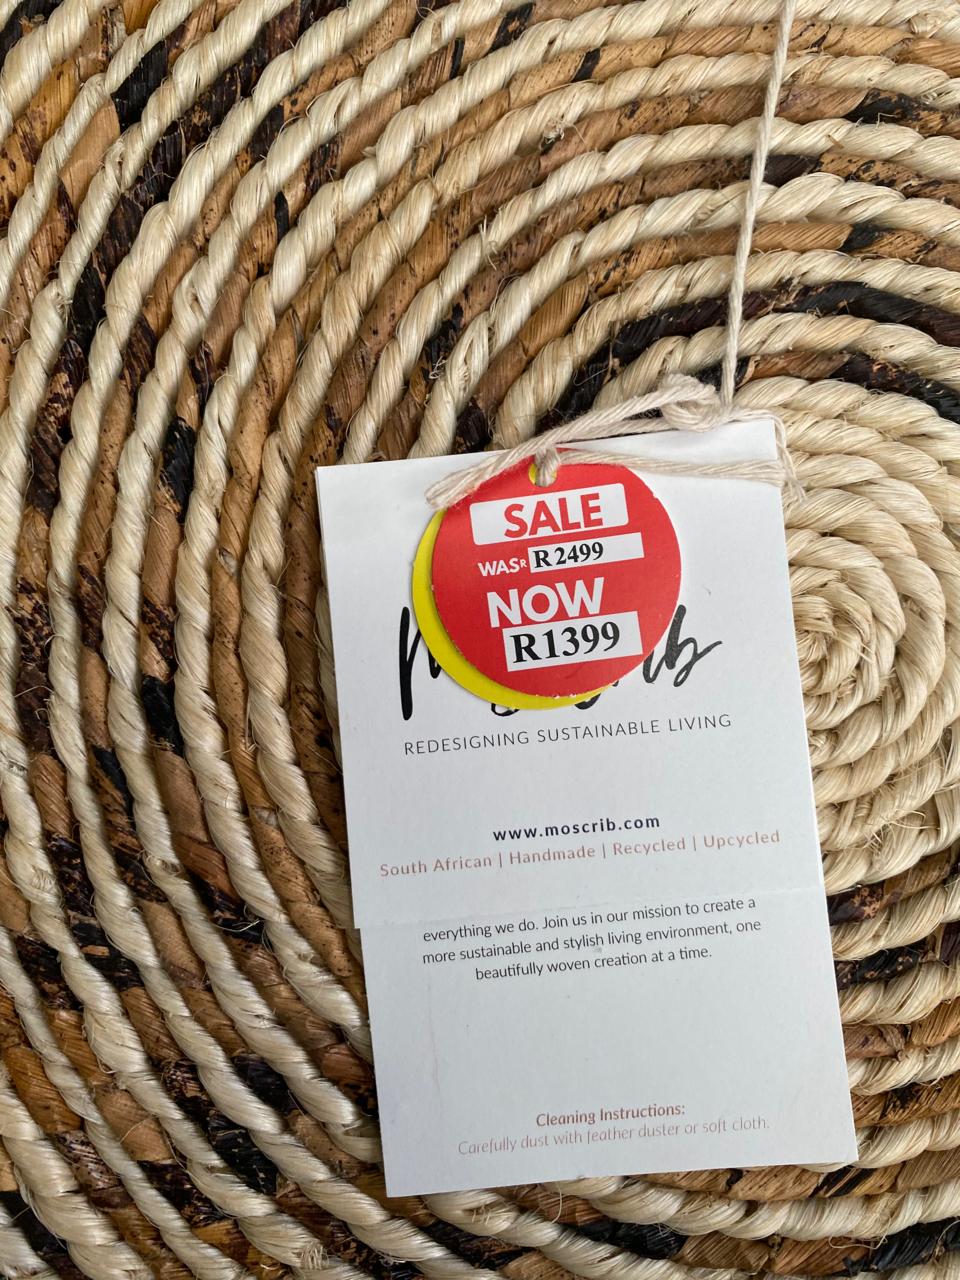 SALE
WASR R2499
NOW
R1399
REDESIGNING SUSTAINABLE LIVING
www.moscrib.com
South African | Handmade | Recycled | Upcycled
everything we do. Join us in our mission to create a
more sustainable and stylish living environment, one
beautifully woven creation at a time.
Cleaning Instructions:
Carefully dust with feather duster or soft cloth.